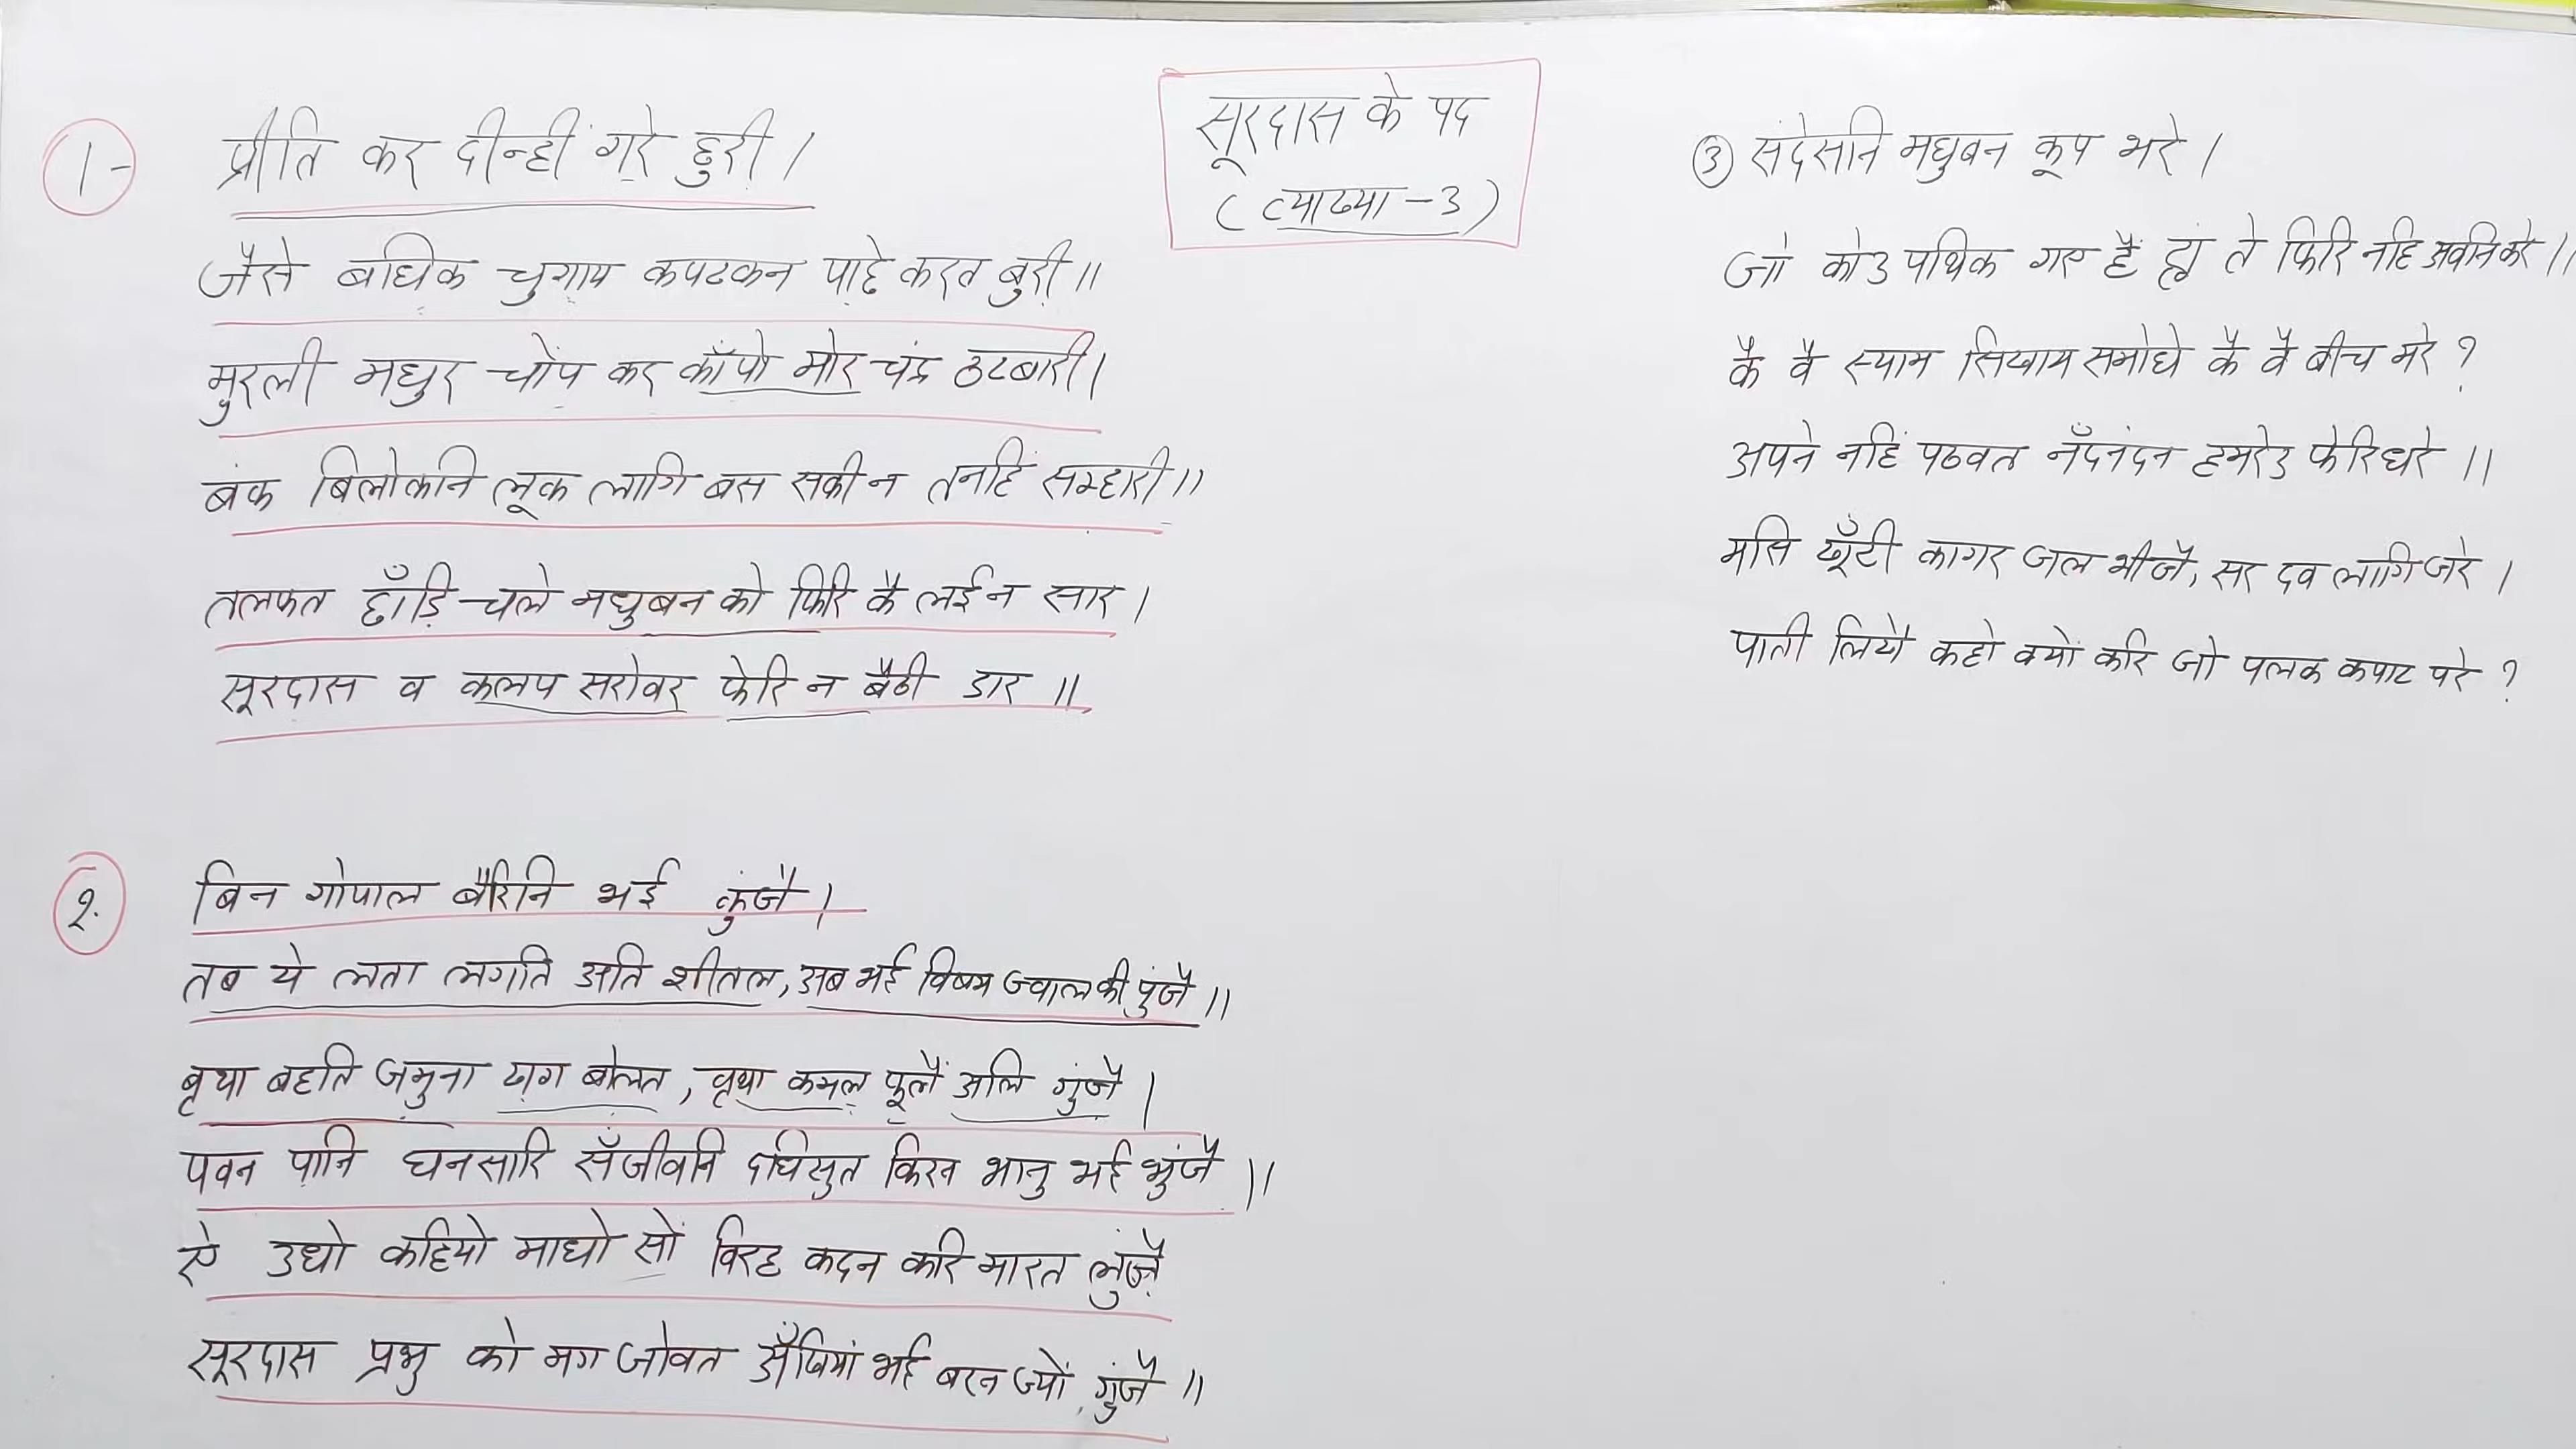 सूरदास के पद
( व्याख्या - 3 )
1-
प्रीति कर दीन्हीं गरे छुरी।
जैसे बधिक चुगाय कपटकन पाछे करत बुरी॥
मुरली मधुर चोंप कर काँपो मोर चंद्र ठटबारी।
बंक बिलोकनि लूक लागि बस सकी न तनहिं सम्हारी॥
तलफत छाँड़ि चले मधुबन को फिरि कै लई न सार।
सूरदास व कलप सरोवर फेरि न बैठी डार॥
2.
बिन गोपाल बैरिनि भई कुंजै।
तब ये लता लगति अति शीतल, अब भई विषम ज्वाल की पुंजै॥
बृथा बहति जमुना खग बोलत, वृथा कमल फूलैं अलि गुंजै।
पवन पानि घनसारि सँजीवनि दधिसुत किरन भानु भई भुंजै॥
ए उधो कहियो माधो सों विरह कदन करि मारत लुंजै
सूरदास प्रभु को मग जोवत अँखियां भई बरन ज्यों गुंजै॥
③ संदेसनि मधुबन कूप भरे।
जो कोउ पथिक गए हैं ह्यां ते फिरि नहि अवनि करे॥
कै वै स्याम सिखाय समोधे कै वै बीच मरे?
अपने नहिं पठवत नँदनंदन हमरेउ फेरि धरे॥
मसि खूँटी कागर जल भीजै, सर दव लागि जरे।
पाती लिखैं कहो क्यों करि जो पलक कपाट परे?